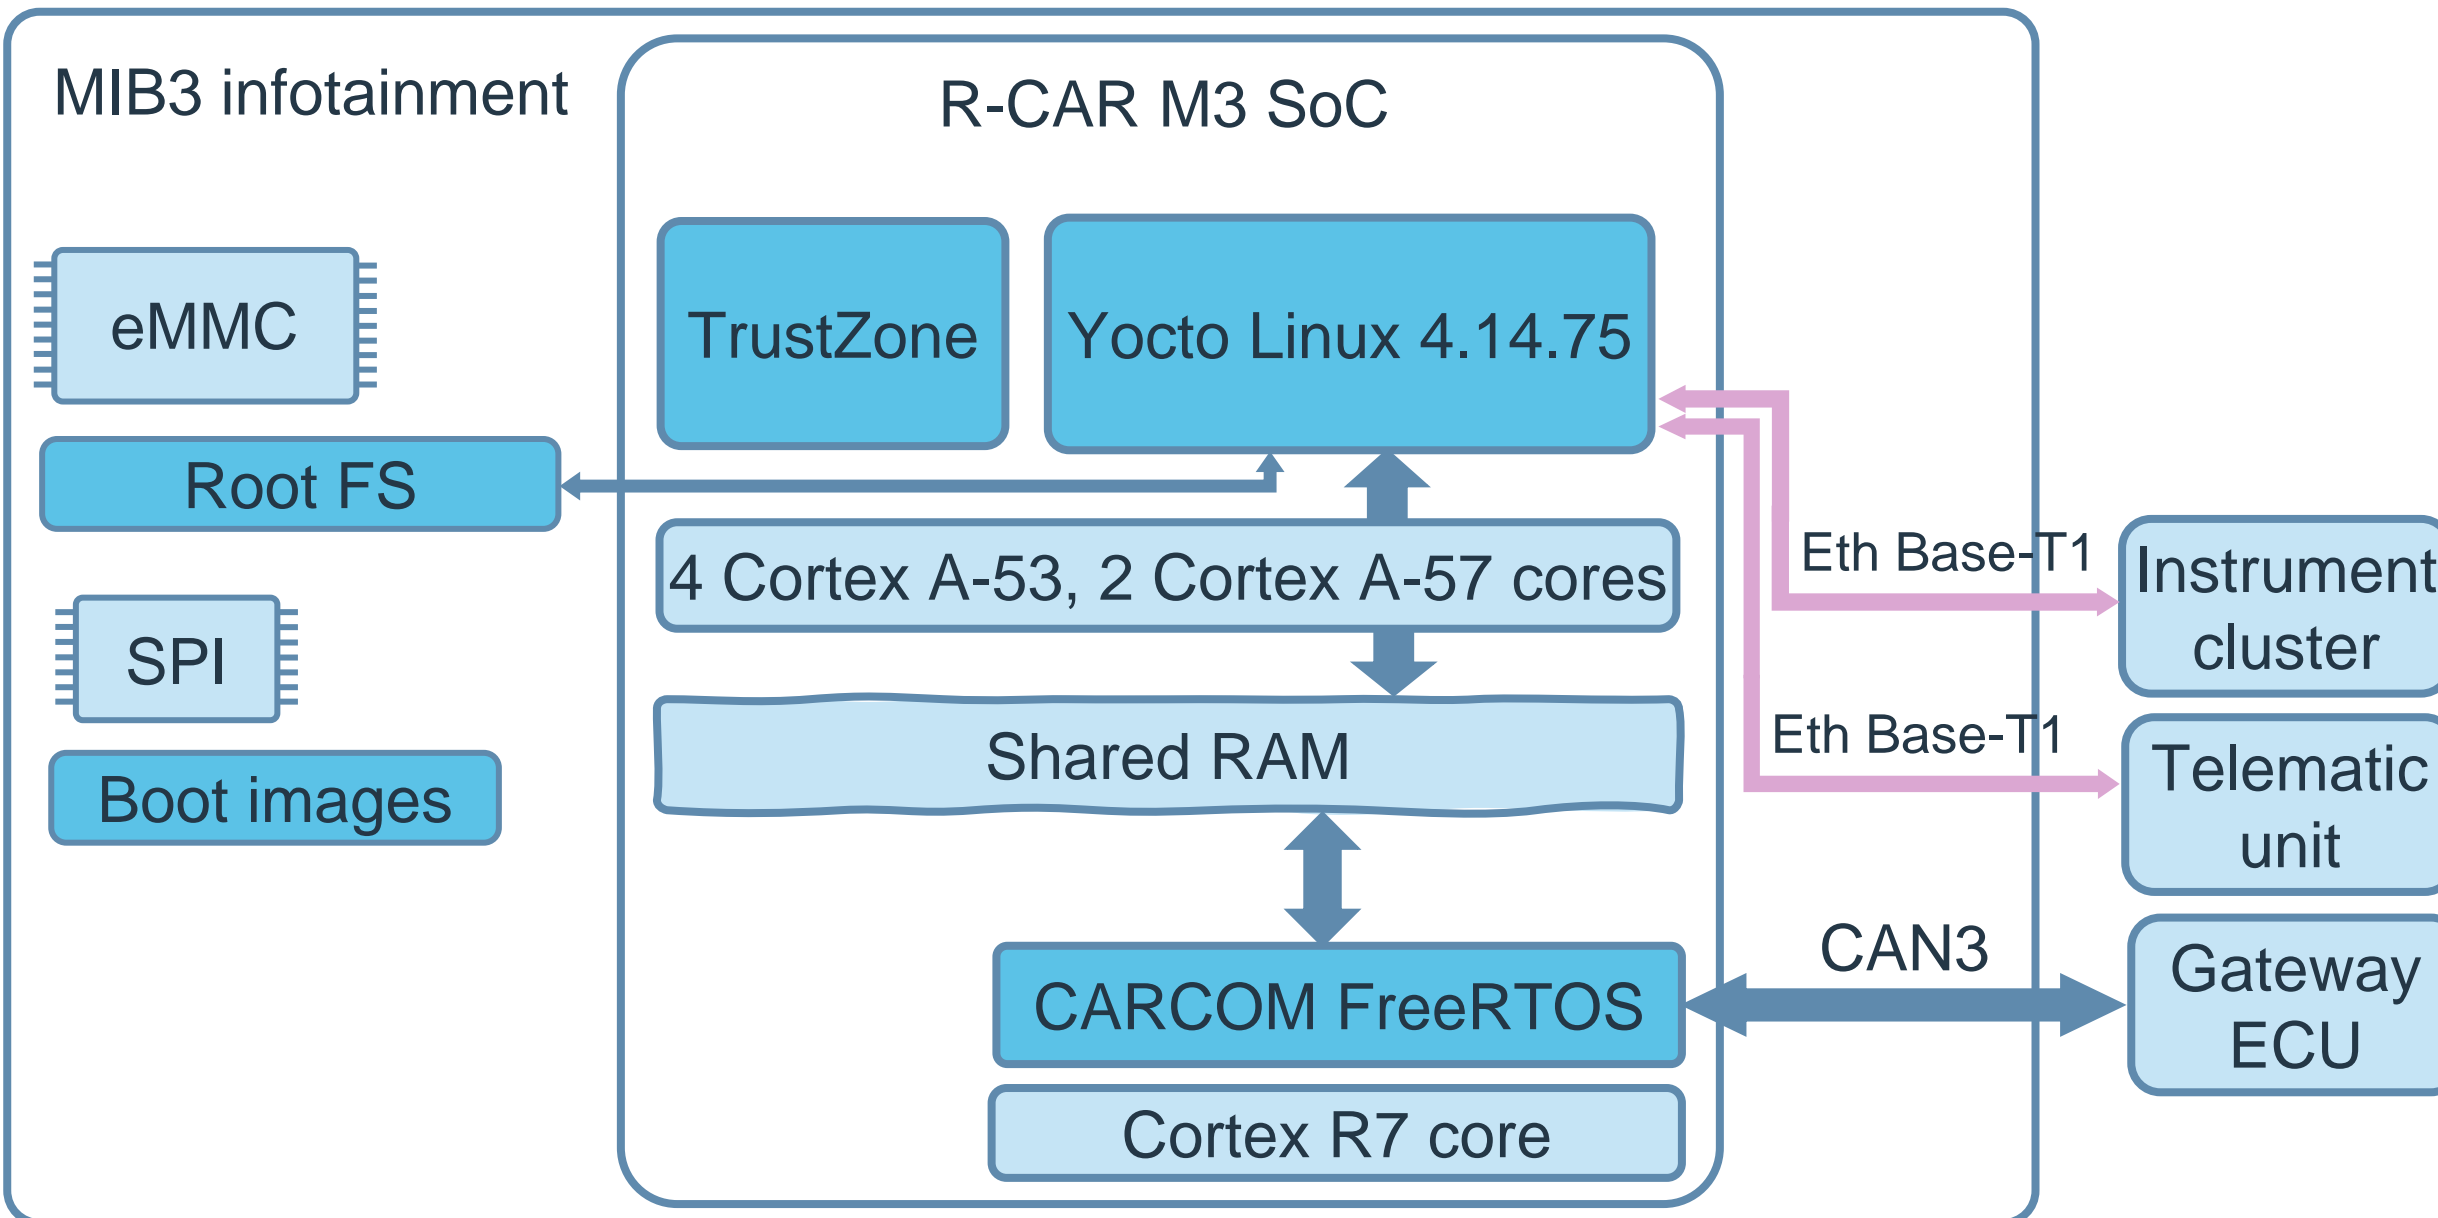 MIB3 infotainment
R-CAR M3 SoC
eMMC
TrustZone
Yocto Linux 4.14.75
Root FS
4 Cortex A-53, 2 Cortex A-57 cores
Eth Base-T1
Instrument
cluster
SPI
Shared RAM
Eth Base-T1
Telematic
unit
Boot images
CARCOM FreeRTOS
CAN3
Gateway
ECU
Cortex R7 core